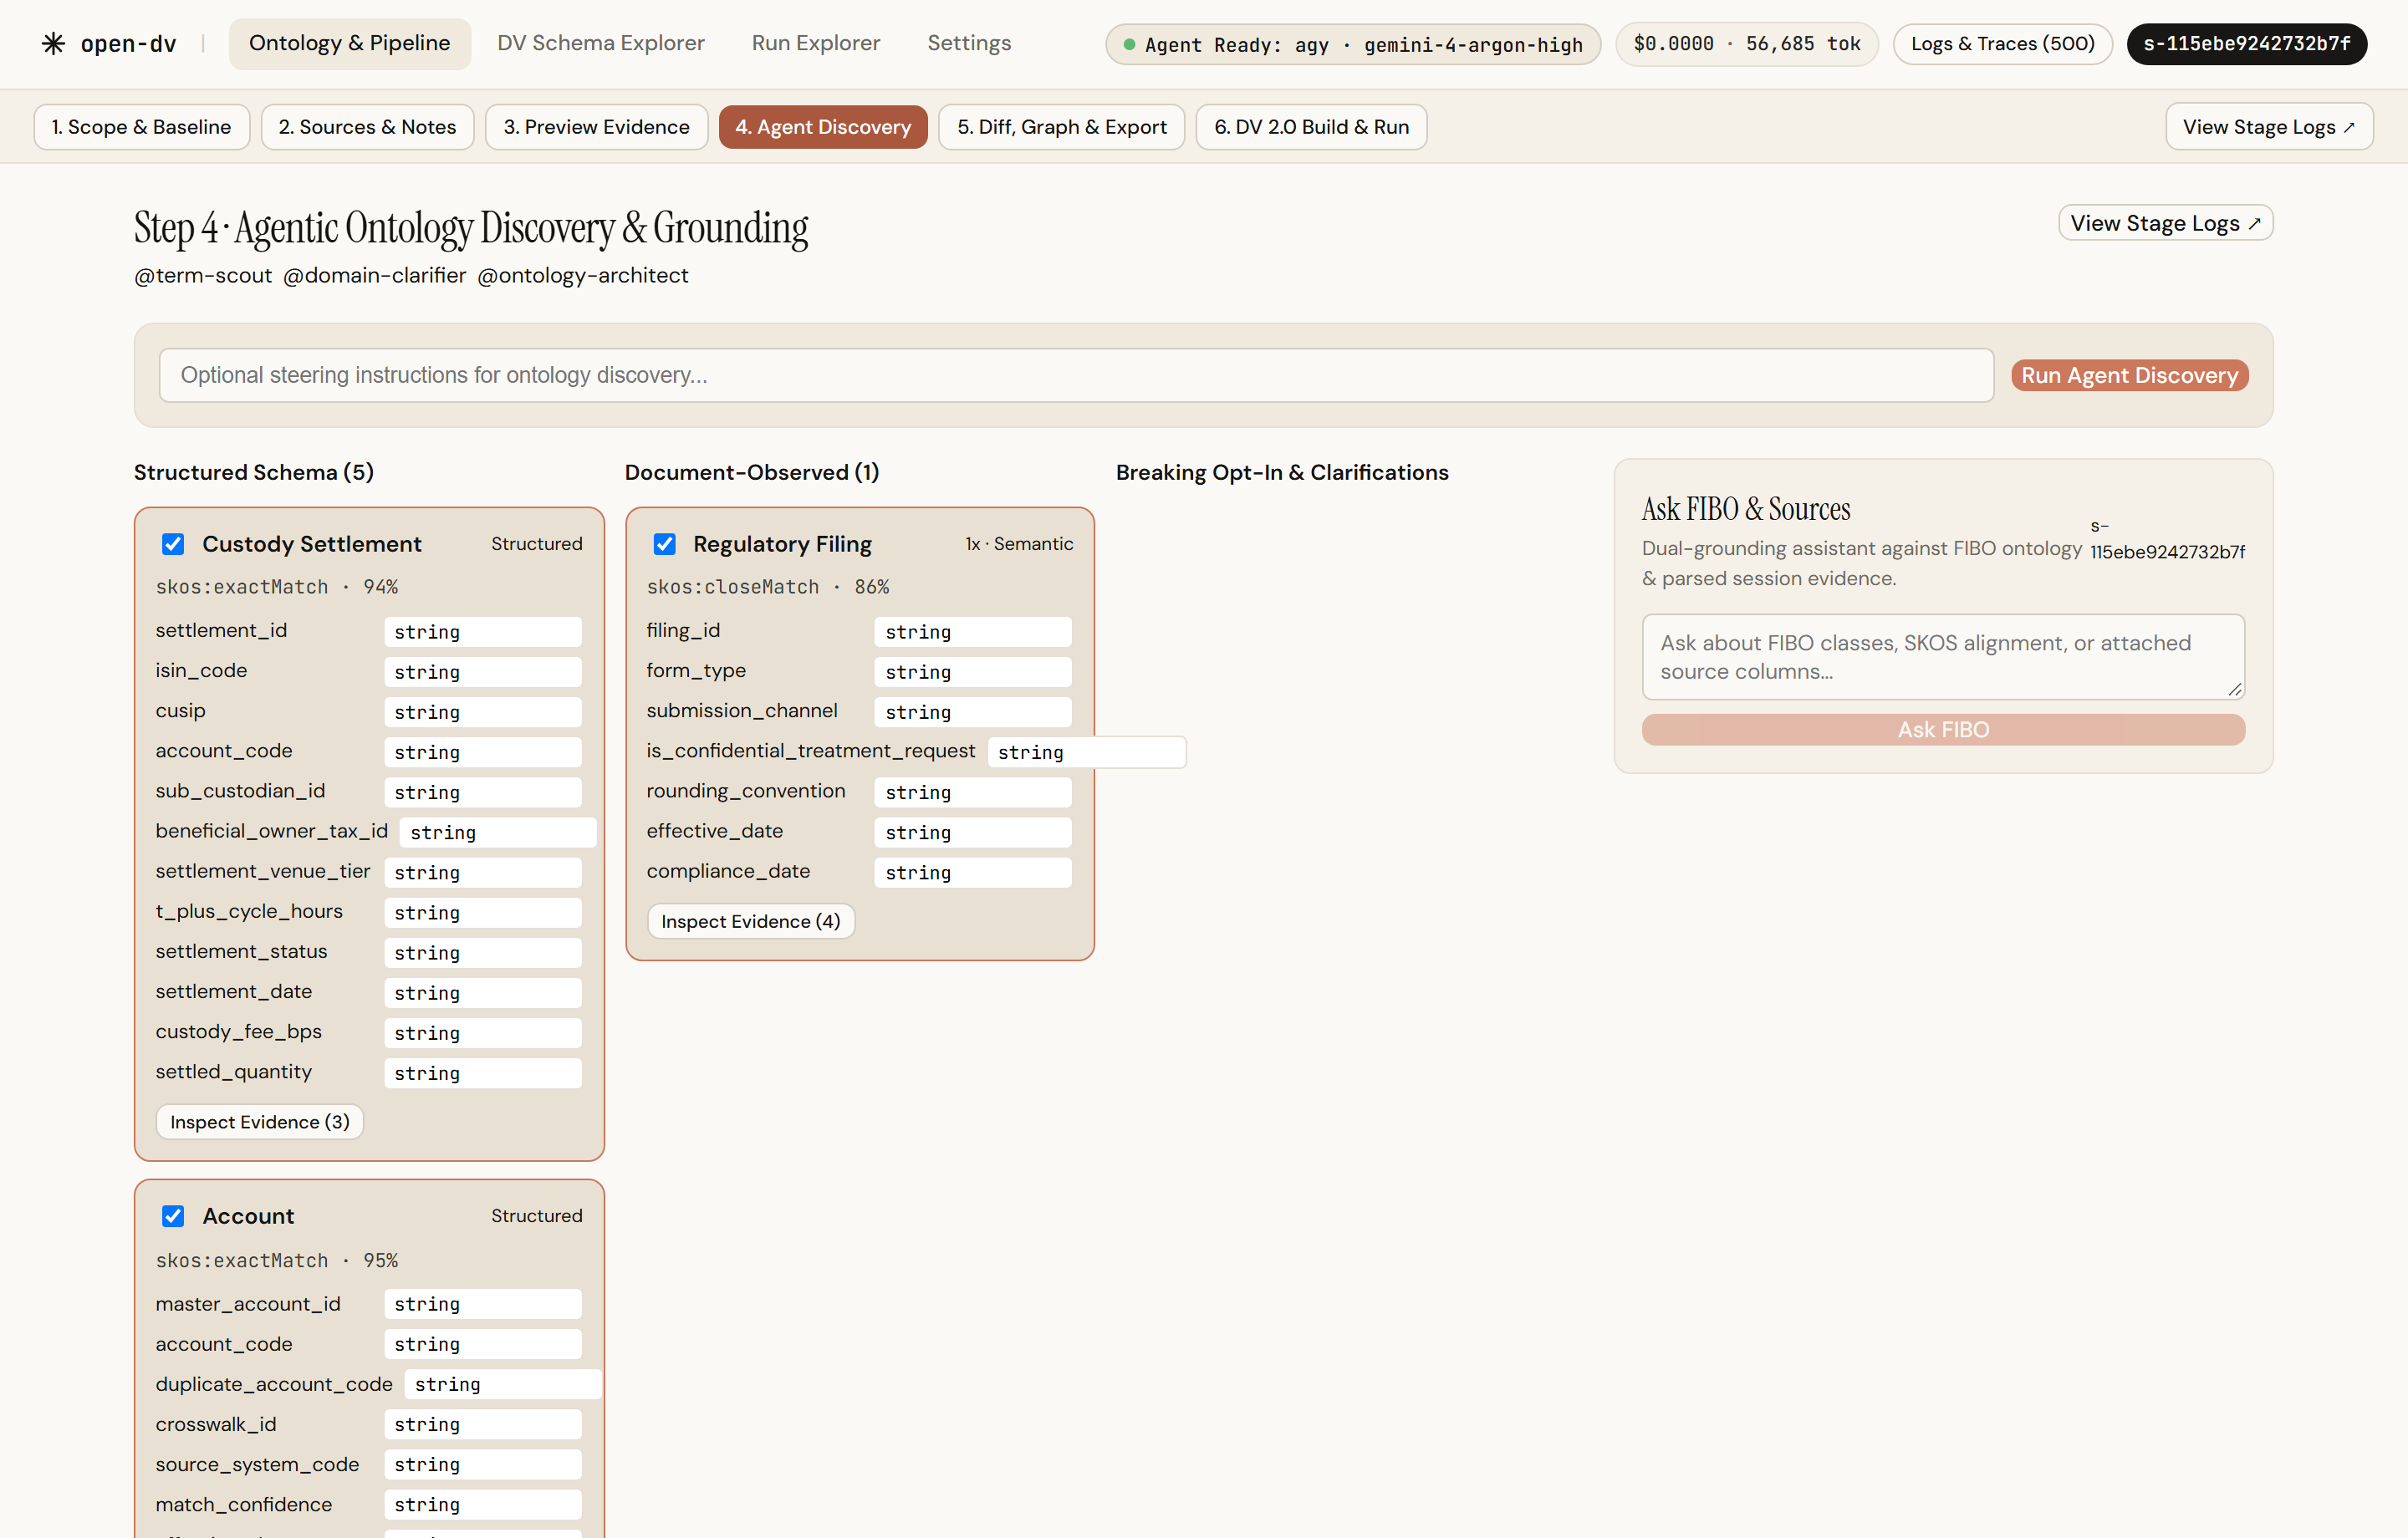 open-dv
Ontology & Pipeline
DV Schema Explorer
Run Explorer
Settings
Agent Ready: agy · gemini-4-argon-high
$0.0000 · 56,685 tok
Logs & Traces (500)
s-115ebe9242732b7f
1. Scope & Baseline
2. Sources & Notes
3. Preview Evidence
4. Agent Discovery
5. Diff, Graph & Export
6. DV 2.0 Build & Run
View Stage Logs ↗
Step 4 · Agentic Ontology Discovery & Grounding
View Stage Logs ↗
@term-scout @domain-clarifier @ontology-architect
Optional steering instructions for ontology discovery...
Run Agent Discovery
Structured Schema (5)
Custody Settlement
Structured
skos:exactMatch · 94%
settlement_id string
isin_code string
cusip string
account_code string
sub_custodian_id string
beneficial_owner_tax_id string
settlement_venue_tier string
t_plus_cycle_hours string
settlement_status string
settlement_date string
custody_fee_bps string
settled_quantity string
Inspect Evidence (3)
Account
Structured
skos:exactMatch · 95%
master_account_id string
account_code string
duplicate_account_code string
crosswalk_id string
source_system_code string
match_confidence string
Document-Observed (1)
Regulatory Filing
1x · Semantic
skos:closeMatch · 86%
filing_id string
form_type string
submission_channel string
is_confidential_treatment_request string
rounding_convention string
effective_date string
compliance_date string
Inspect Evidence (4)
Breaking Opt-In & Clarifications
Ask FIBO & Sources
Dual-grounding assistant against FIBO ontology
& parsed session evidence.
s-
115ebe9242732b7f
Ask about FIBO classes, SKOS alignment, or attached
source columns...
Ask FIBO